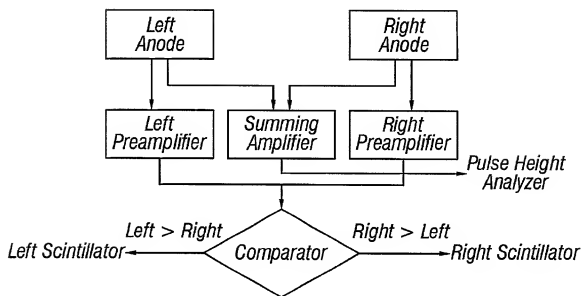 Left
Anode
Right
Anode
Left
Preamplifier
Summing
Amplifier
Right
Preamplifier
Pulse Height
Analyzer
Left > Right
Right > Left
Left Scintillator
Comparator
Right Scintillator